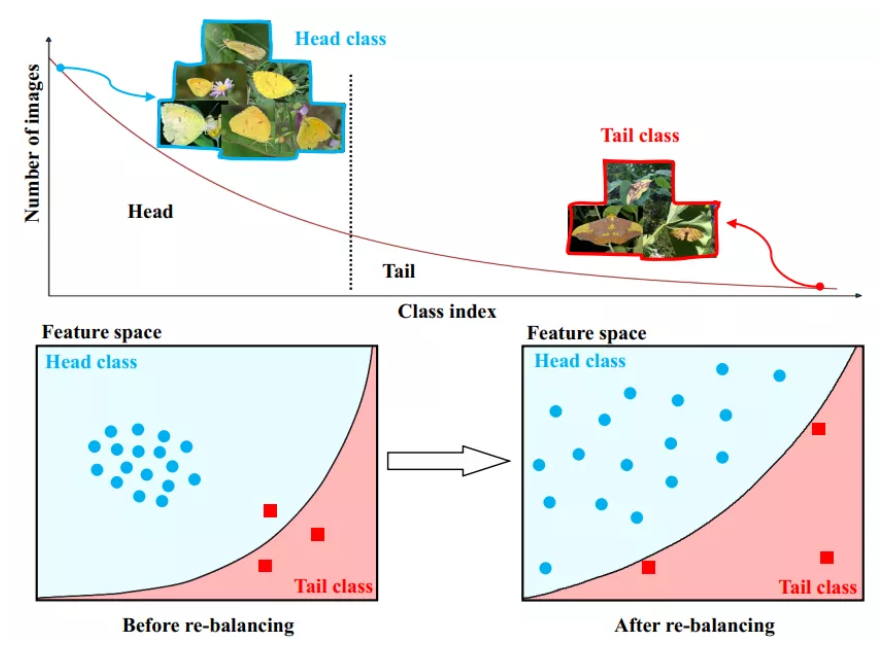 Head class
Number of images
Tail class
Head
Tail
Class index
Feature space
Head class
Tail class
Before re-balancing
Feature space
Head class
Tail class
After re-balancing